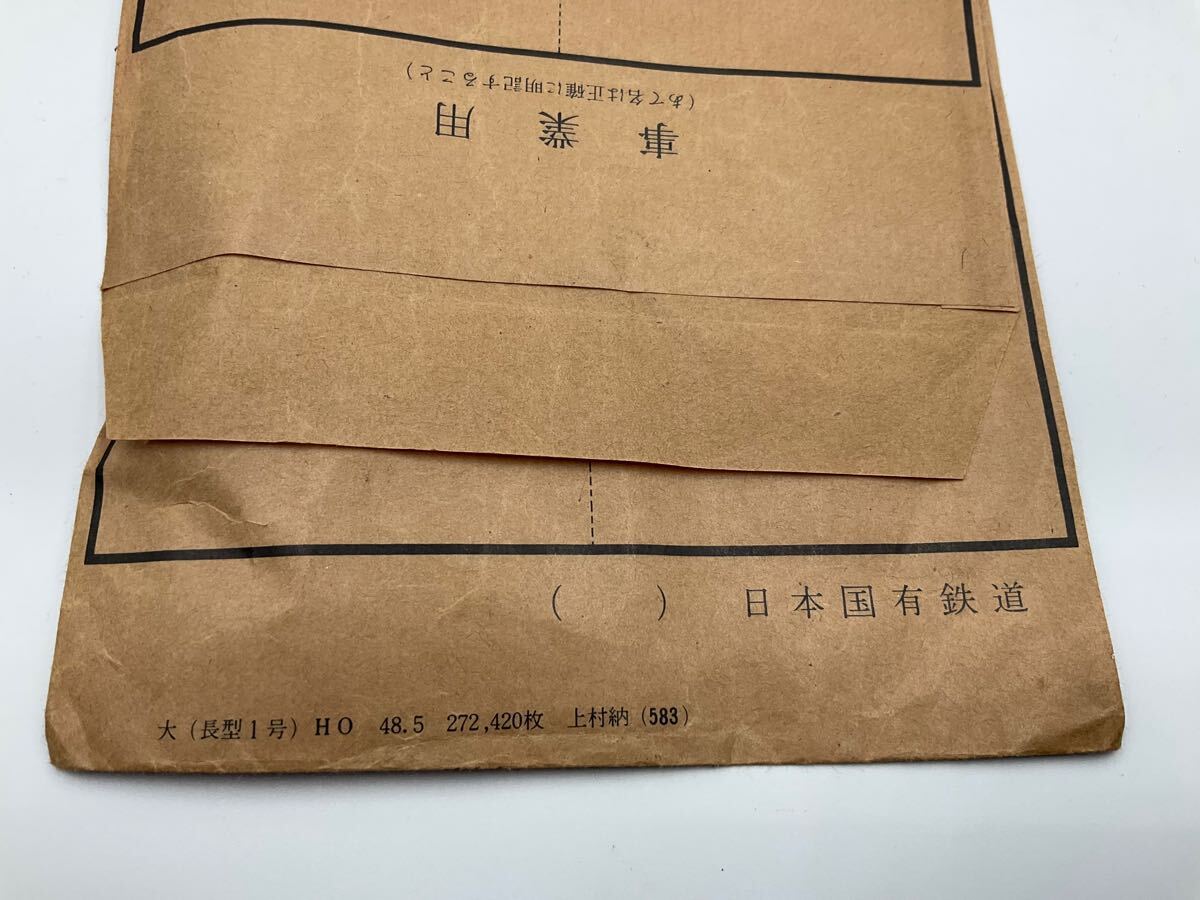 事業用
（あて名は正確に明記すること）
（　　）　日本国有鉄道
大（長型1号）HO　48.5　272,420枚　上村納（583）